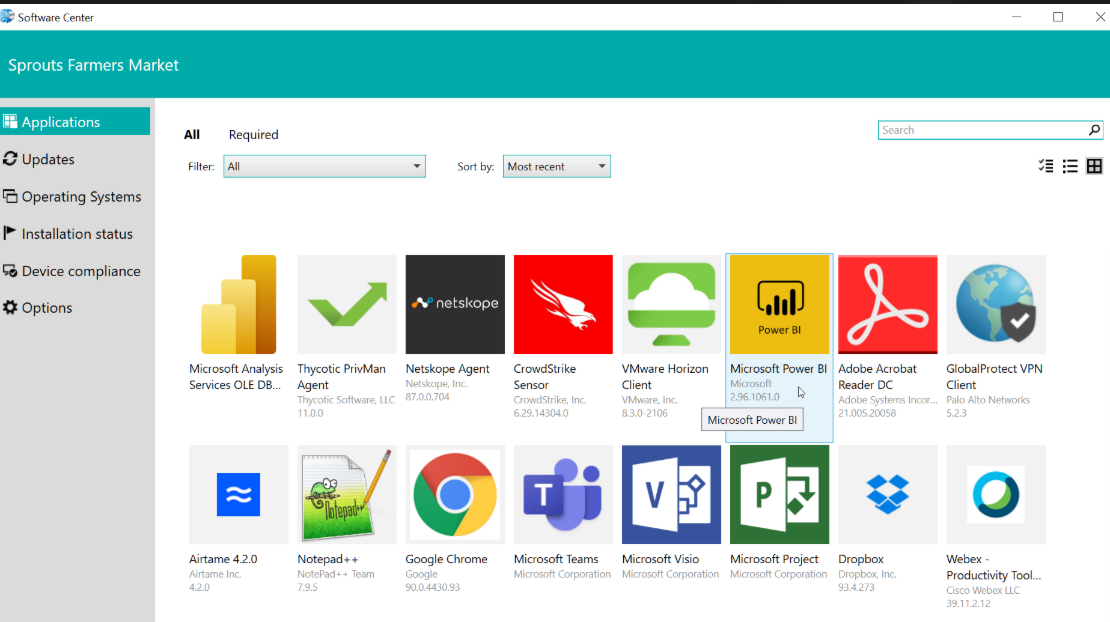 Software Center
Sprouts Farmers Market
Applications
Updates
Operating Systems
Installation status
Device compliance
Options
All Required
Search
Filter: All Sort by: Most recent
netskope
Power BI
Microsoft Analysis
Services OLE DB...
Thycotic PrivMan
Agent
Thycotic Software, LLC
11.0.0
Netskope Agent
Netskope, Inc.
87.0.0.704
CrowdStrike
Sensor
CrowdStrike, Inc.
6.29.14304.0
VMware Horizon
Client
VMware, Inc.
8.3.0-2106
Microsoft Power BI
Microsoft
2.96.1061.0
Microsoft Power BI
Adobe Acrobat
Reader DC
Adobe Systems Incor...
21.005.20058
GlobalProtect VPN
Client
Palo Alto Networks
5.2.3
Notepad++
T
V
P
Airtame 4.2.0
Airtame Inc.
4.2.0
Notepad++
NotePad++ Team
7.9.5
Google Chrome
Google
90.0.4430.93
Microsoft Teams
Microsoft Corporation
Microsoft Visio
Microsoft Corporation
Microsoft Project
Microsoft Corporation
Dropbox
Dropbox, Inc.
93.4.273
Webex -
Productivity Tool...
Cisco Webex LLC
39.11.2.12